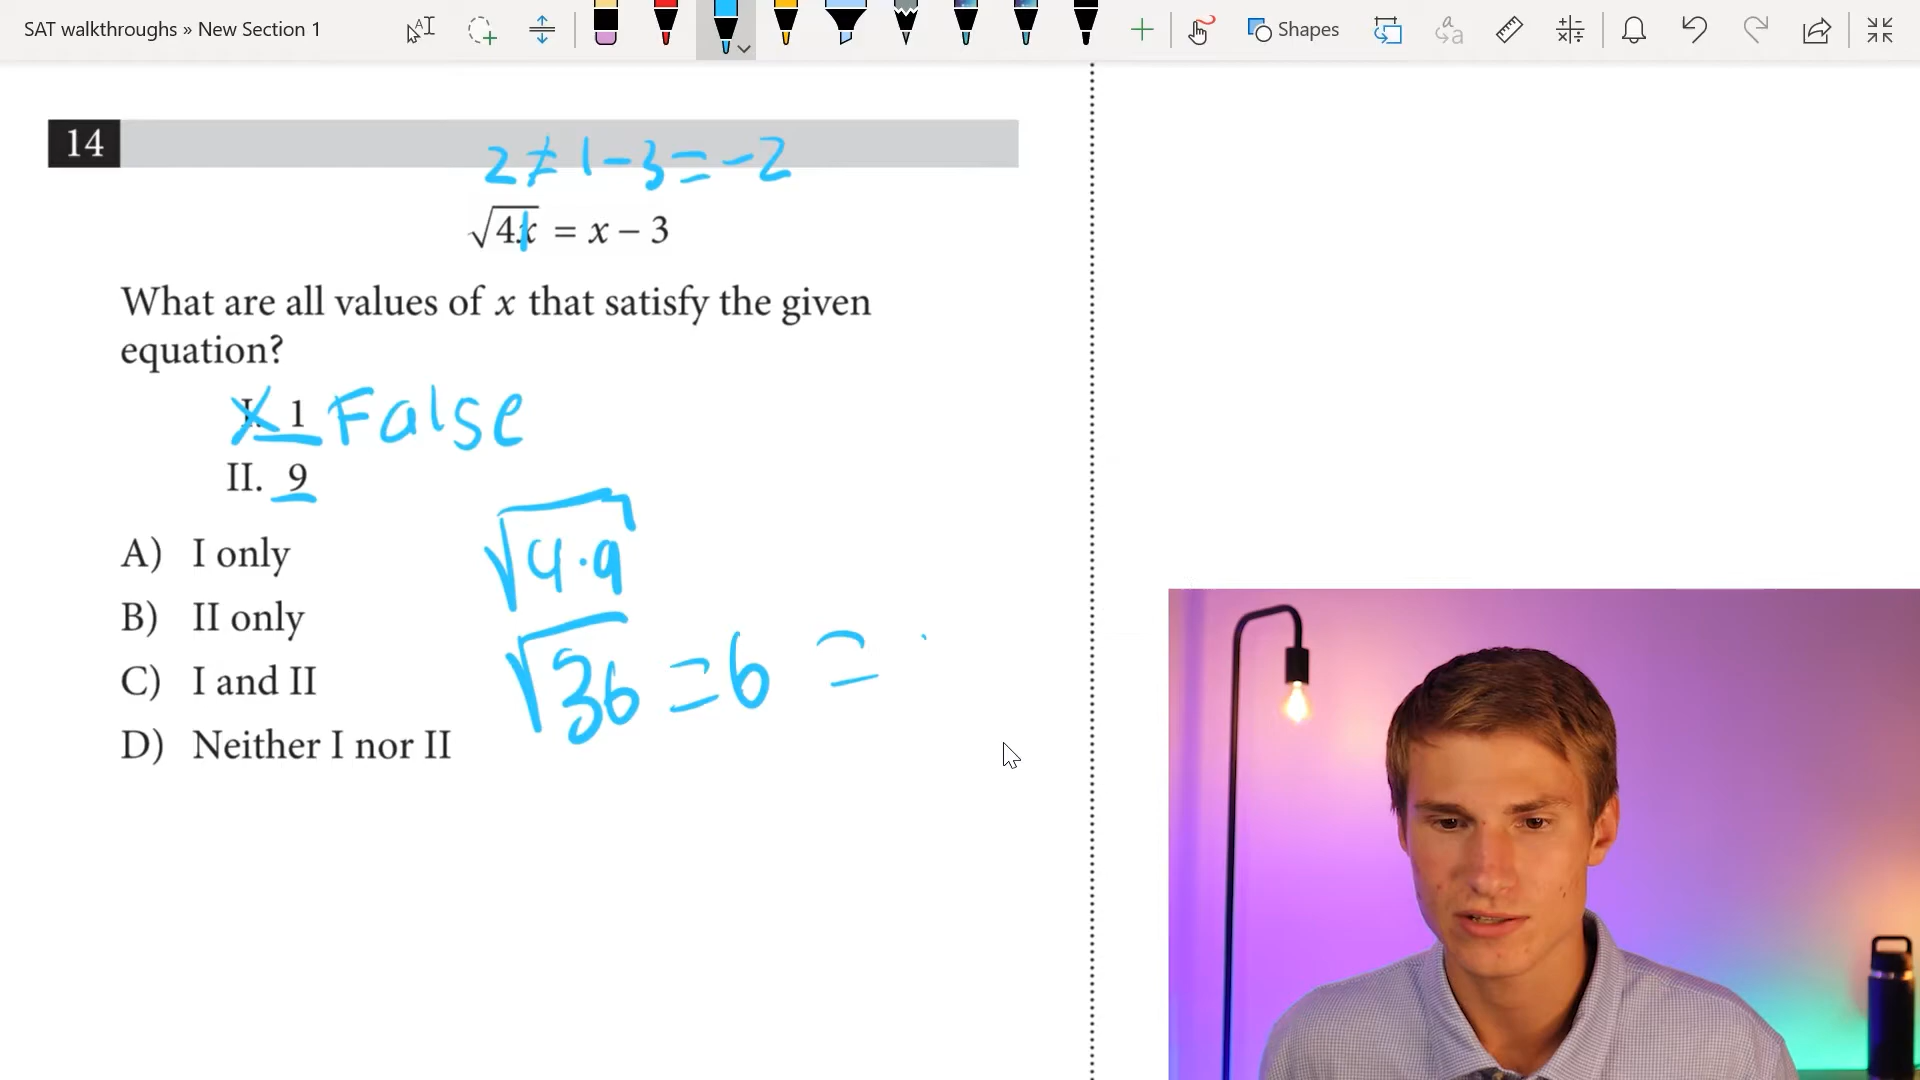 SAT walkthroughs » New Section 1
Shapes
14
2 ≠ 1 - 3 = -2
√4x = x − 3
What are all values of x that satisfy the given
equation?
I. 1 False
II. 9
√4·9
A) I only
B) II only
√36 = 6 =
C) I and II
D) Neither I nor II